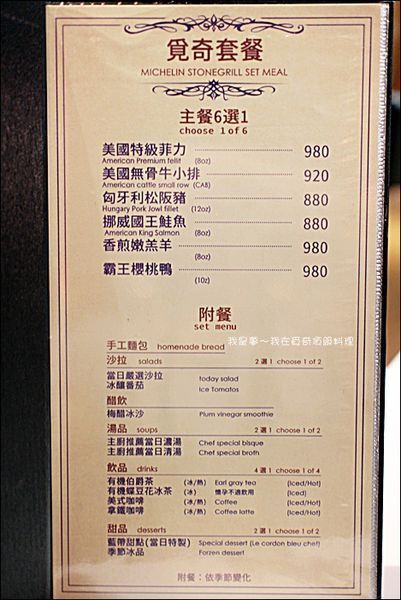 覓奇套餐
MICHELIN STONEGRILL SET MEAL
主餐6選1
choose 1 of 6
美國特級菲力 980
American Premium fellit (8oz)
美國無骨牛小排 920
American cattle small row (CAB) (8oz)
匈牙利松阪豬 880
Hungary Pork Jowl fillet (12oz)
挪威國王鮭魚 880
American King Salmon (8oz)
香煎嫩羔羊 980
(8oz)
霸王櫻桃鴨 980
(10z)
附餐
set menu
手工麵包 homenade bread
沙拉 salads 2選1 choose 1 of 2
當日嚴選沙拉 today salad
冰釀番茄 Ice Tomatos
醋飲
梅醋冰沙 Plum vinegar smoothie
湯品 soups 2選1 choose 1 of 2
主廚推薦當日濃湯 Chef special bisque
主廚推薦當日清湯 Chef special broth
飲品 drinks 4選1 choose 1 of 4
有機伯爵茶 (冰/熱) Earl gray tea (Iced/Hot)
有機蝶豆花冰茶 (冰) 懷孕不適飲用 (Iced)
美式咖啡 (冰/熱) Coffee (Iced/Hot)
拿鐵咖啡 (冰/熱) Coffee latte (Iced/Hot)
甜品 desserts 2選1 choose 1 of 2
藍帶甜點(當日特製) Special dessert (Le cordon bleu chef)
季節冰品 Forzen dessert
附餐：依季節變化